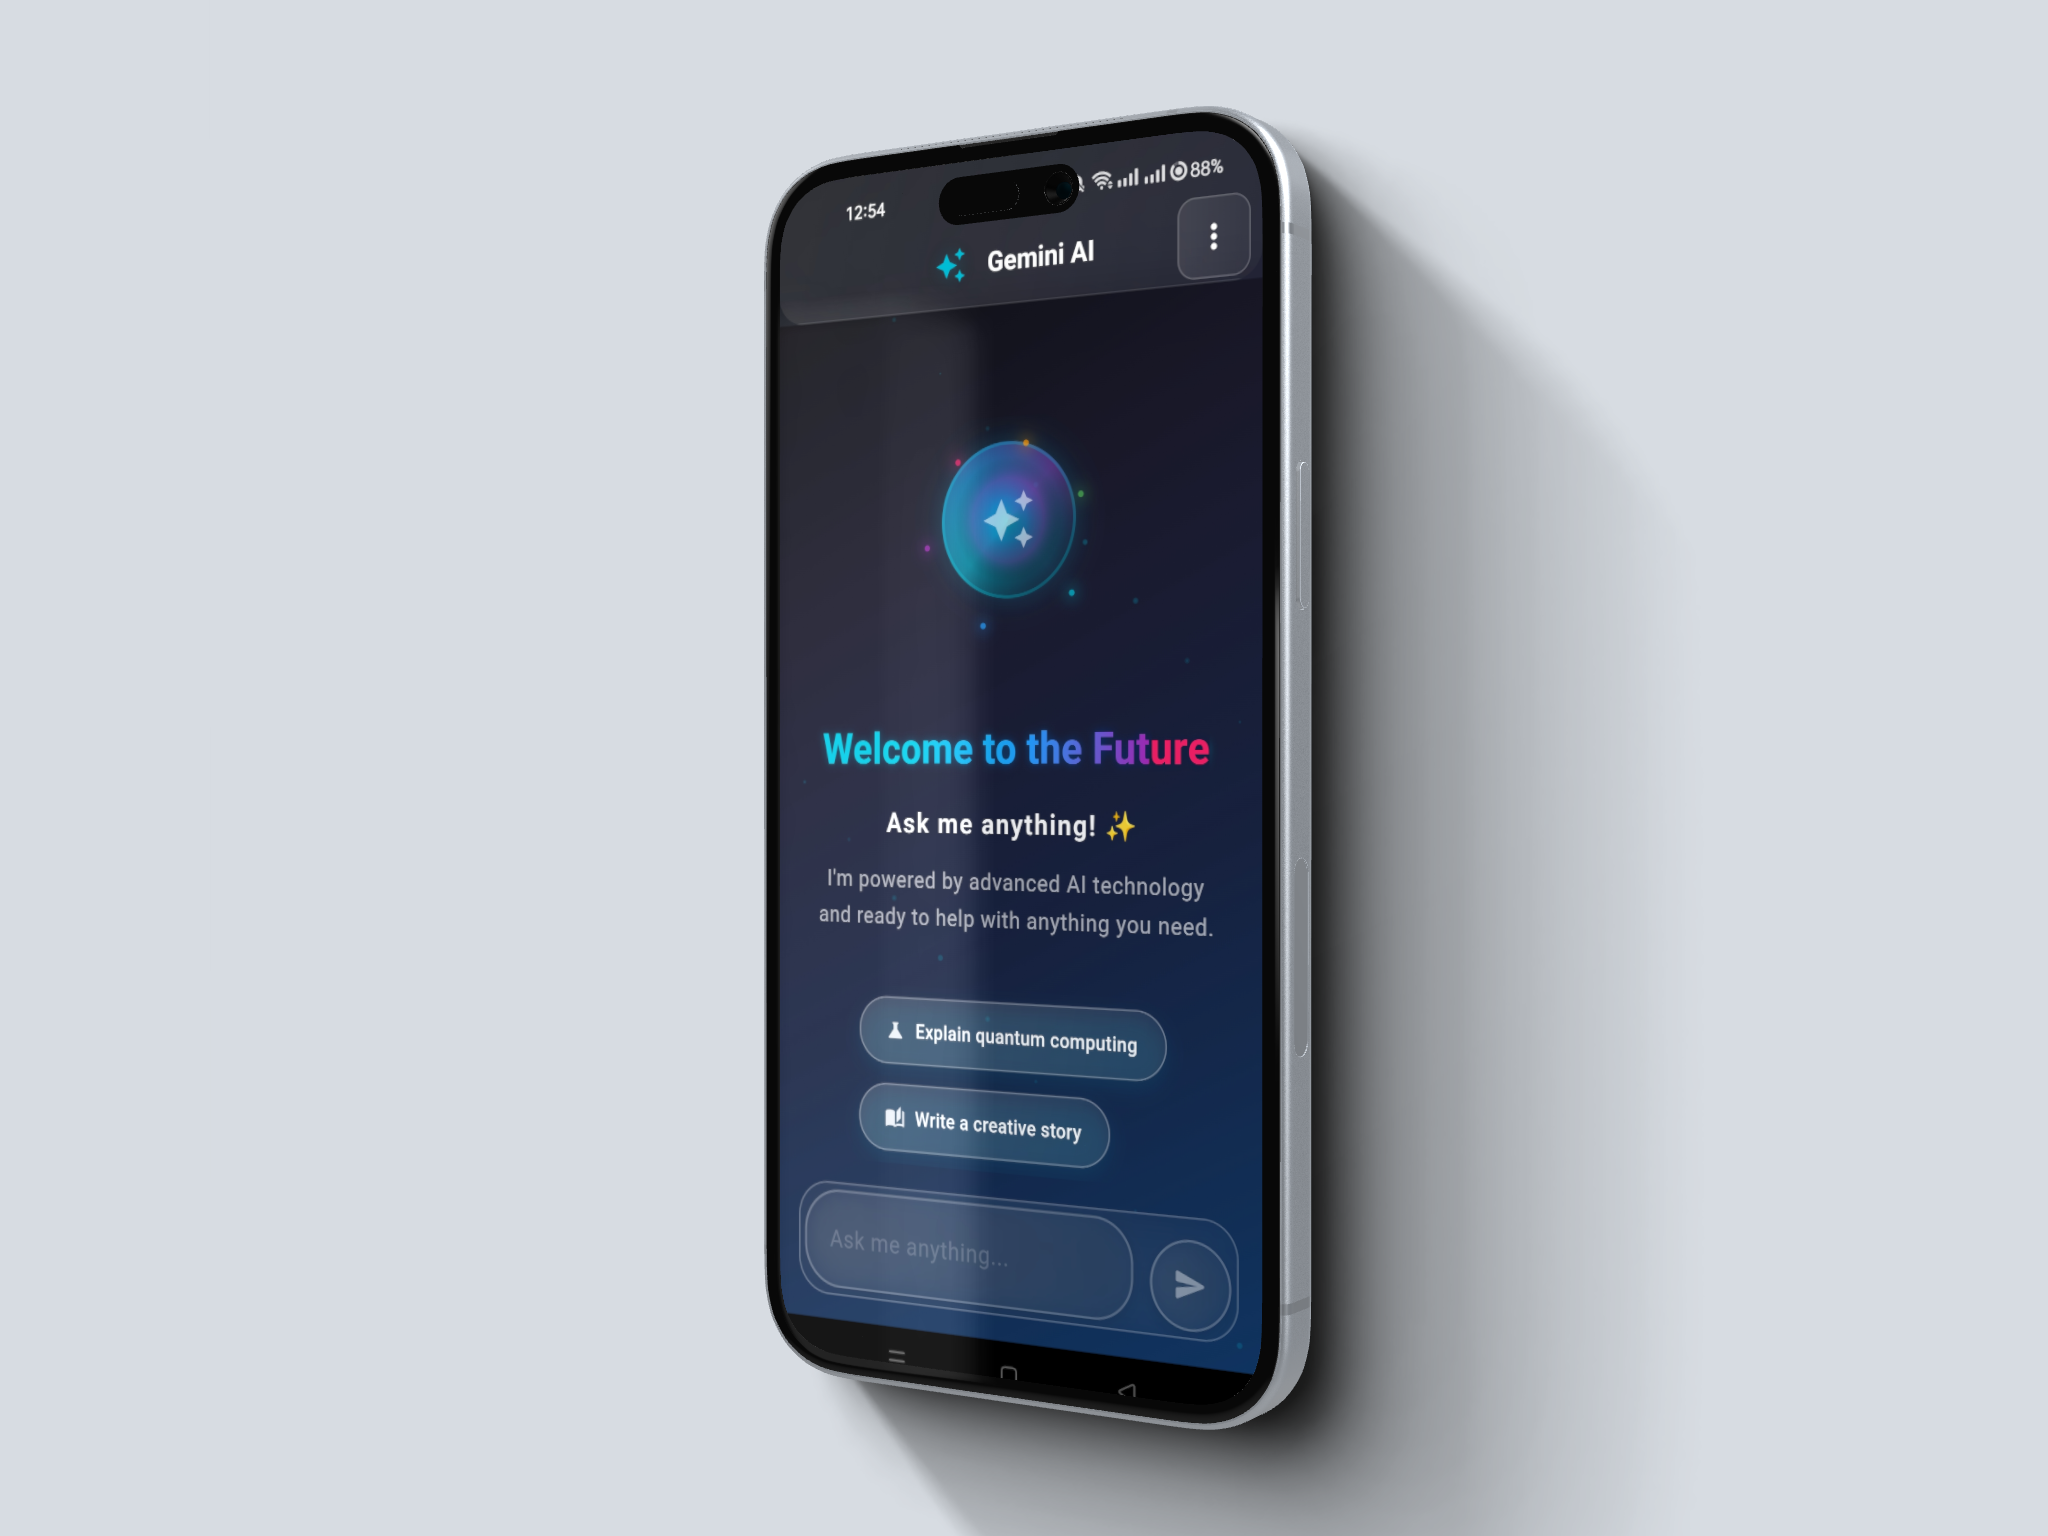 12:54
88%
Gemini AI
Welcome to the Future
Ask me anything! ✨
I'm powered by advanced AI technology
and ready to help with anything you need.
Explain quantum computing
Write a creative story
Ask me anything...